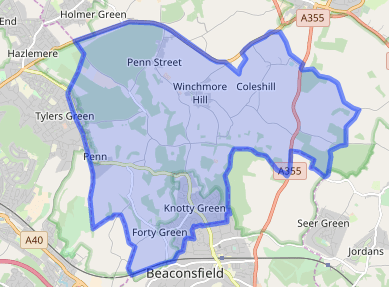 Holmer Green
A355
End
Hazlemere
Penn Street
Winchmore
Hill
Coleshill
Tylers Green
Penn
A355
Knotty Green
Seer Green
Forty Green
A40
Jordans
Beaconsfield